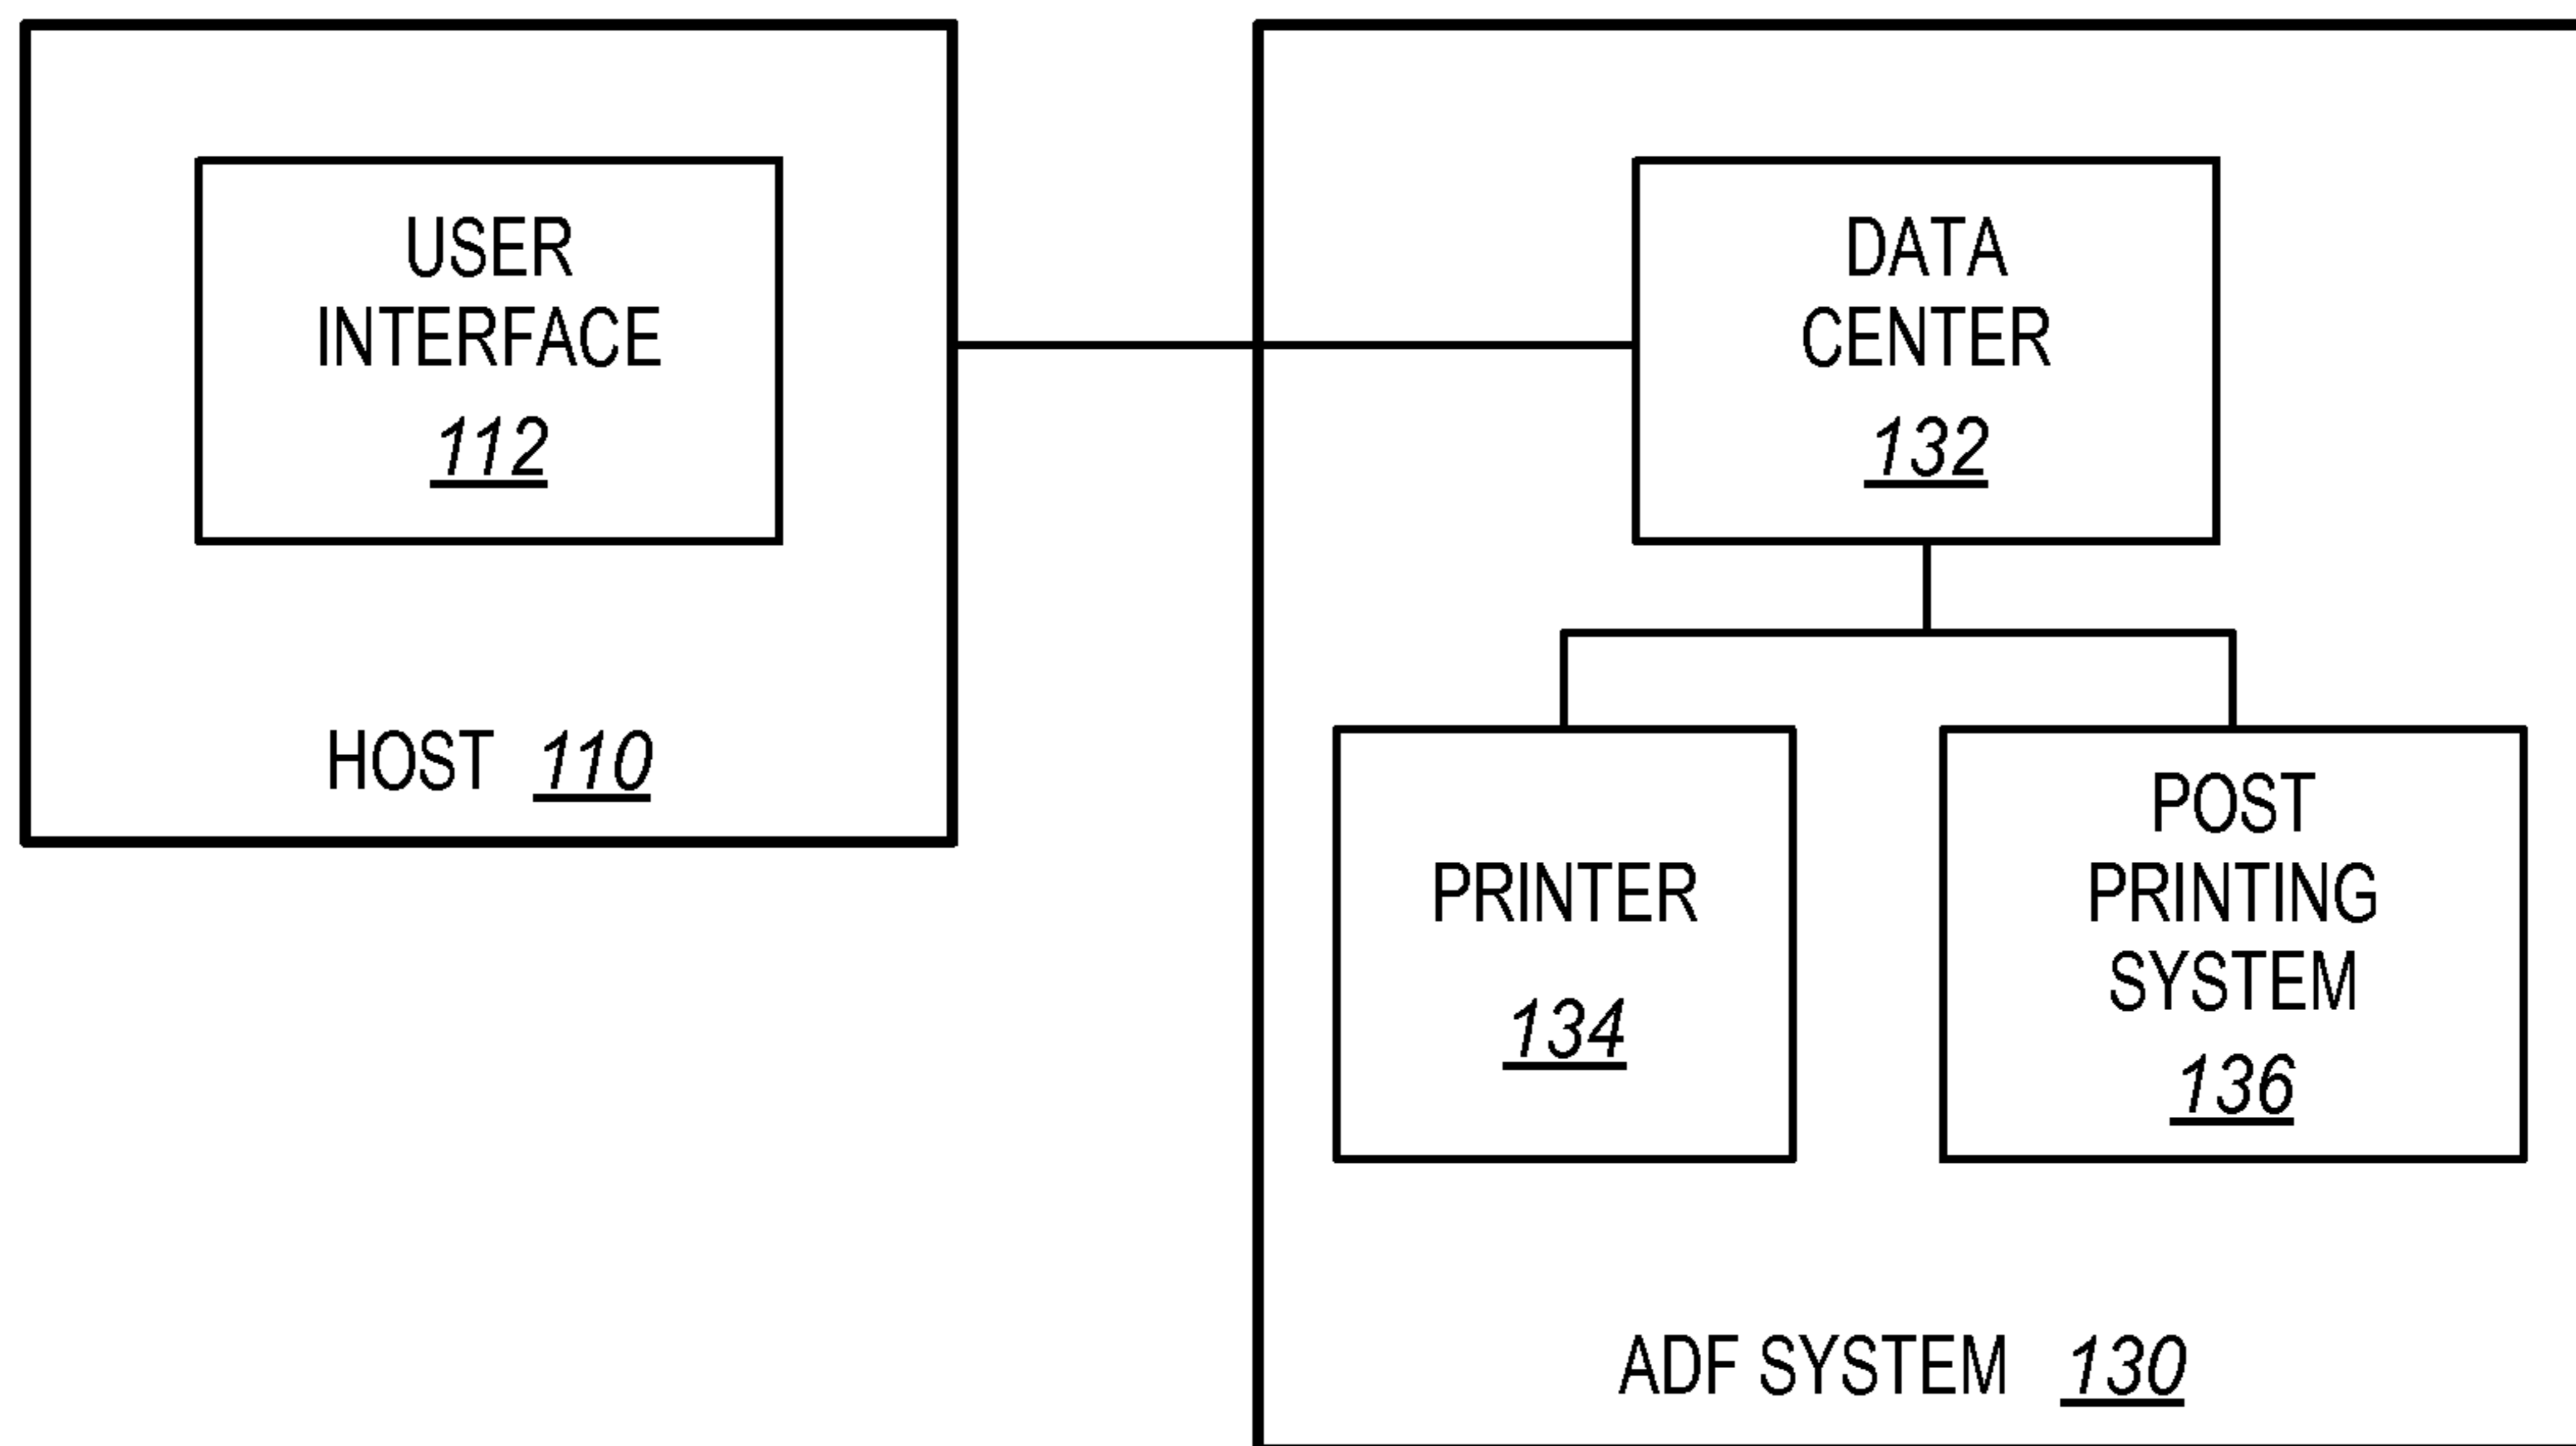 USER
INTERFACE
112
HOST 110
DATA
CENTER
132
PRINTER
134
POST
PRINTING
SYSTEM
136
ADF SYSTEM 130